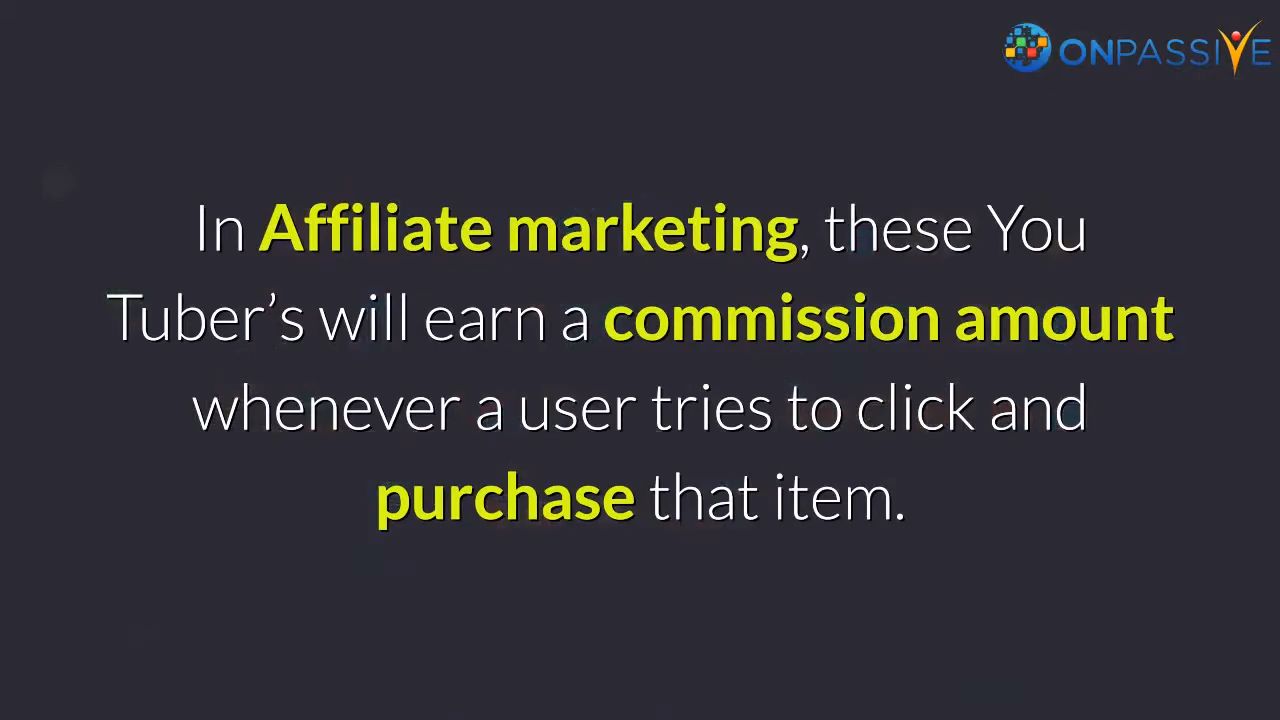 ONPASSIVE
In Affiliate marketing, these You
Tuber’s will earn a commission amount
whenever a user tries to click and
purchase that item.